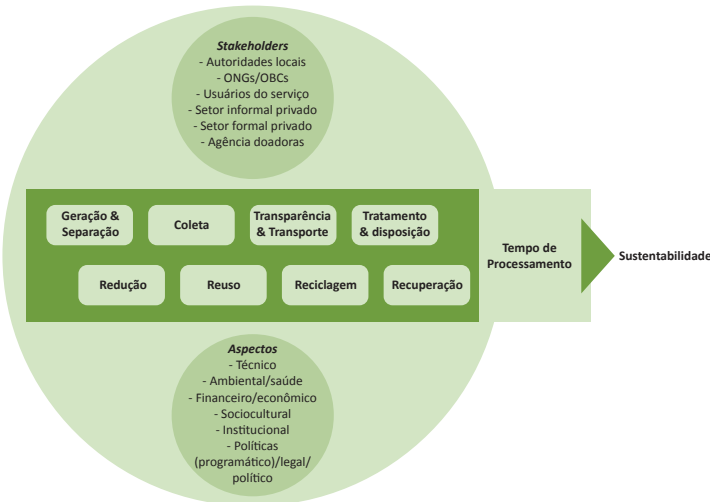 Stakeholders
- Autoridades locais
- ONGs/OBCs
- Usuários do serviço
- Setor informal privado
- Setor formal privado
- Agência doadoras
Geração &
Separação
Coleta
Transparência
& Transporte
Tratamento
& disposição
Redução
Reuso
Reciclagem
Recuperação
Tempo de
Processamento
Sustentabilidade
Aspectos
- Técnico
- Ambiental/saúde
- Financeiro/econômico
- Sociocultural
- Institucional
- Políticas
(programático)/legal/
político